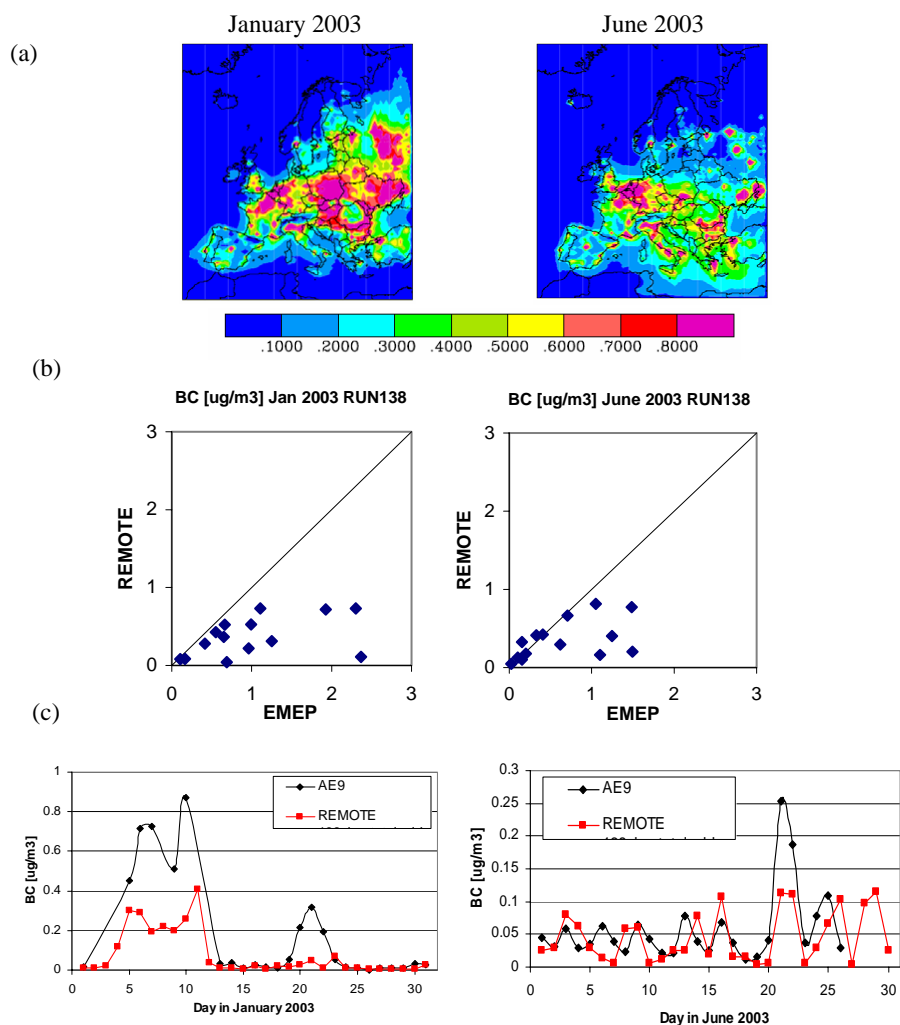 January 2003 June 2003
(a)
.1000 .2000 .3000 .4000 .5000 .6000 .7000 .8000
(b)
BC [ug/m3] Jan 2003 RUN138 BC [ug/m3] June 2003 RUN138
3 3
2 2
REMOTE REMOTE
1 1
0 0
0 1 2 3 0 1 2 3
EMEP EMEP
(c)
1 0.3
AE9 AE9
0.8 0.25
REMOTE REMOTE
0.6 0.2
BC [ug/m3] BC [ug/m3]
0.15
0.4 0.1
0.2 0.05
0 0
0 5 10 15 20 25 30 0 5 10 15 20 25 30
Day in January 2003 Day in June 2003